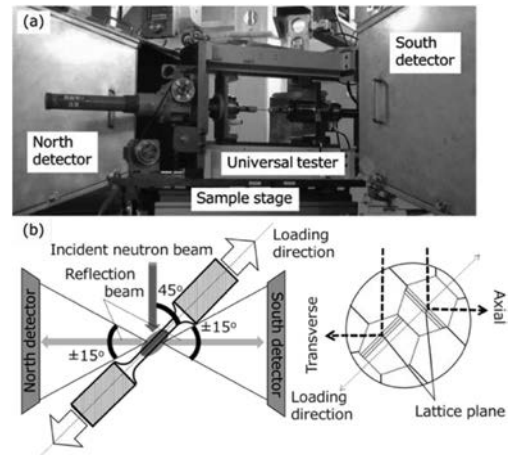 (a)
South
detector
North
detector
Universal tester
Sample stage
(b)
Incident neutron beam
Loading
direction
Reflection
beam
45°
±15°
±15°
North detector
South detector
Transverse
Axial
Loading
direction
Lattice plane